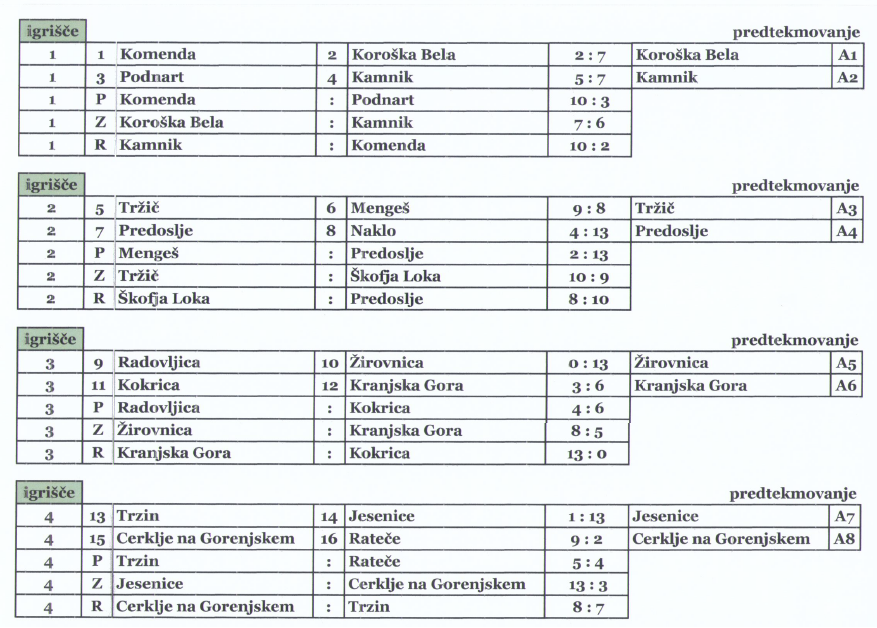 igrišče predtekmovanje
1 1 Komenda 2 Koroška Bela 2 : 7 Koroška Bela A1
1 3 Podnart 4 Kamnik 5 : 7 Kamnik A2
1 P Komenda : Podnart 10 : 3
1 Z Koroška Bela : Kamnik 7 : 6
1 R Kamnik : Komenda 10 : 2
igrišče predtekmovanje
2 5 Tržič 6 Mengeš 9 : 8 Tržič A3
2 7 Predoslje 8 Naklo 4 : 13 Predoslje A4
2 P Mengeš : Predoslje 2 : 13
2 Z Tržič : Škofja Loka 10 : 9
2 R Škofja Loka : Predoslje 8 : 10
igrišče predtekmovanje
3 9 Radovljica 10 Žirovnica 0 : 13 Žirovnica A5
3 11 Kokrica 12 Kranjska Gora 3 : 6 Kranjska Gora A6
3 P Radovljica : Kokrica 4 : 6
3 Z Žirovnica : Kranjska Gora 8 : 5
3 R Kranjska Gora : Kokrica 13 : 0
igrišče predtekmovanje
4 13 Trzin 14 Jesenice 1 : 13 Jesenice A7
4 15 Cerklje na Gorenjskem 16 Rateče 9 : 2 Cerklje na Gorenjskem A8
4 P Trzin : Rateče 5 : 4
4 Z Jesenice : Cerklje na Gorenjskem 13 : 3
4 R Cerklje na Gorenjskem : Trzin 8 : 7